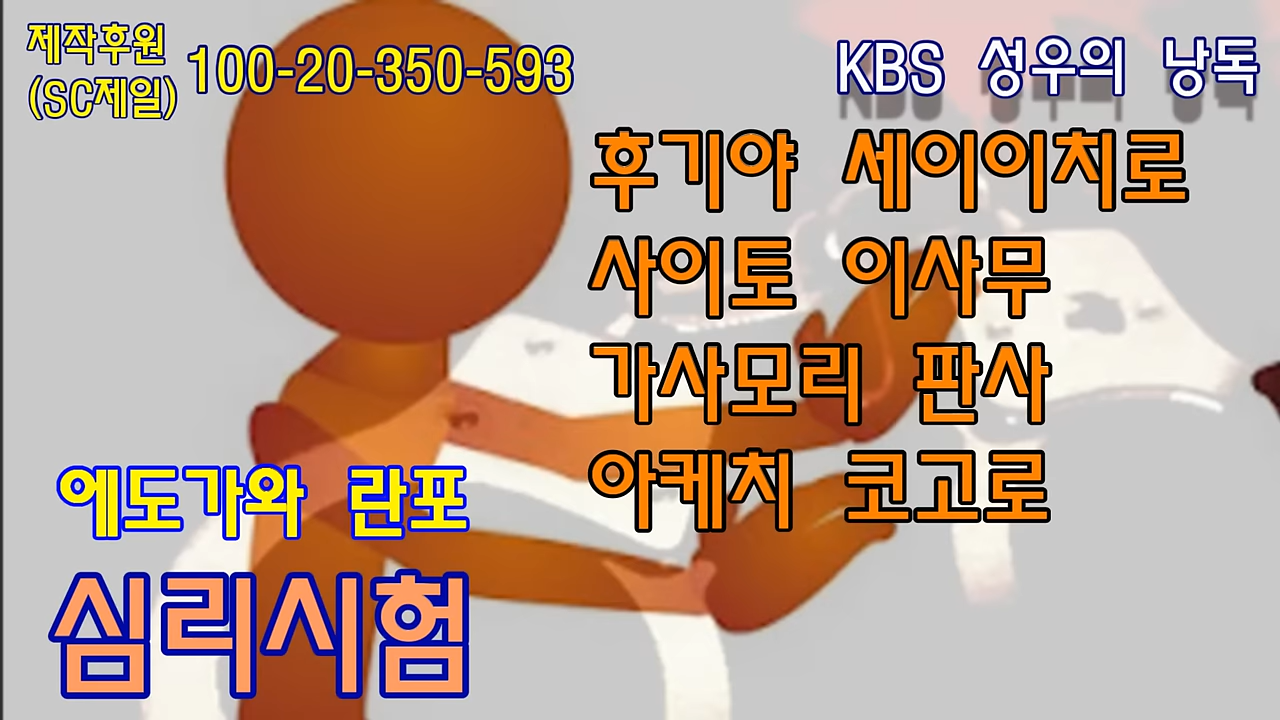 제작후원
(SC제일) 100-20-350-593
KBS 성우의 낭독
후기야 세이이치로
사이토 이사무
가사모리 판사
아케치 코고로
에도가와 란포
심리시험